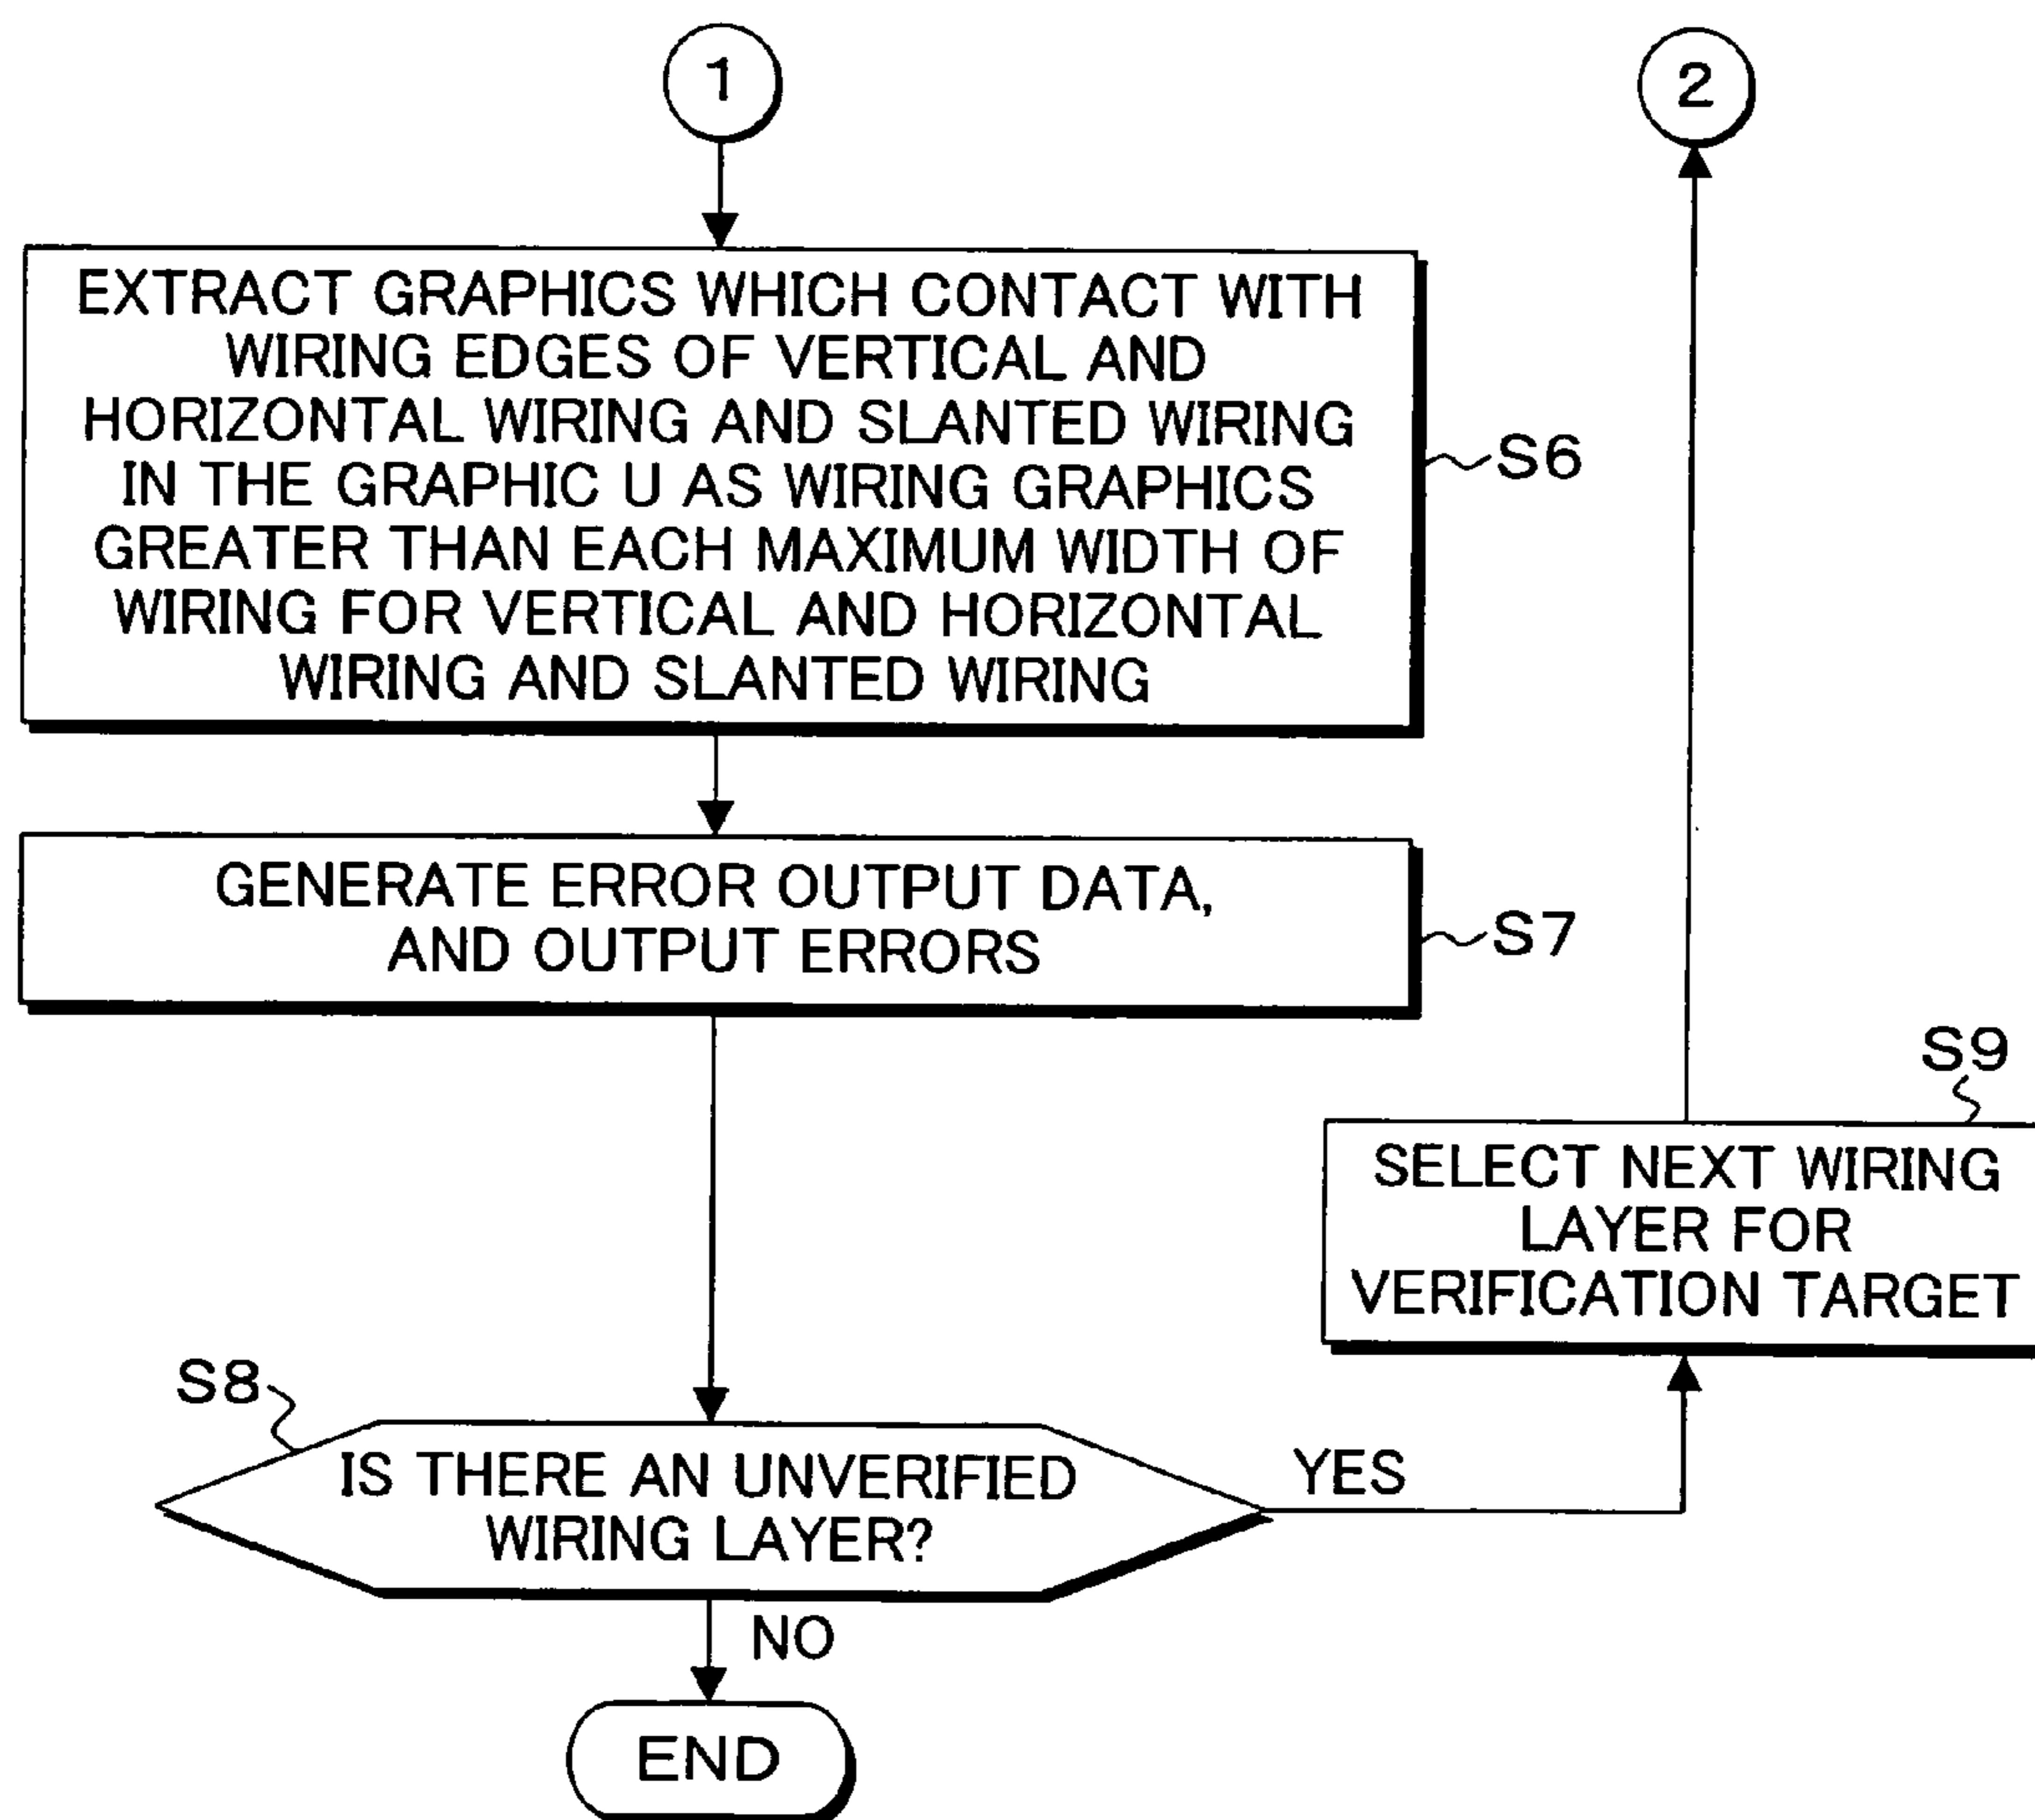 1
2
EXTRACT GRAPHICS WHICH CONTACT WITH
WIRING EDGES OF VERTICAL AND
HORIZONTAL WIRING AND SLANTED WIRING
IN THE GRAPHIC U AS WIRING GRAPHICS
GREATER THAN EACH MAXIMUM WIDTH OF
WIRING FOR VERTICAL AND HORIZONTAL
WIRING AND SLANTED WIRING
S6
GENERATE ERROR OUTPUT DATA,
AND OUTPUT ERRORS
S7
S9
SELECT NEXT WIRING
LAYER FOR
VERIFICATION TARGET
S8
IS THERE AN UNVERIFIED
WIRING LAYER?
YES
NO
END